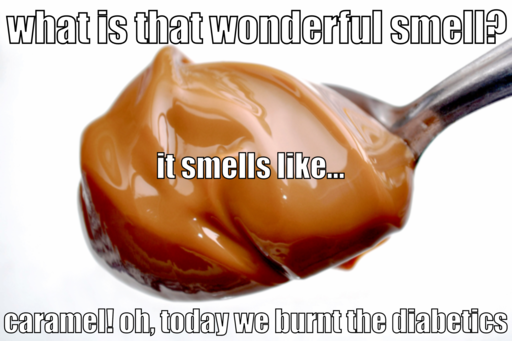 what is that wonderful smell?
it smells like...
caramel! oh, today we burnt the diabetics